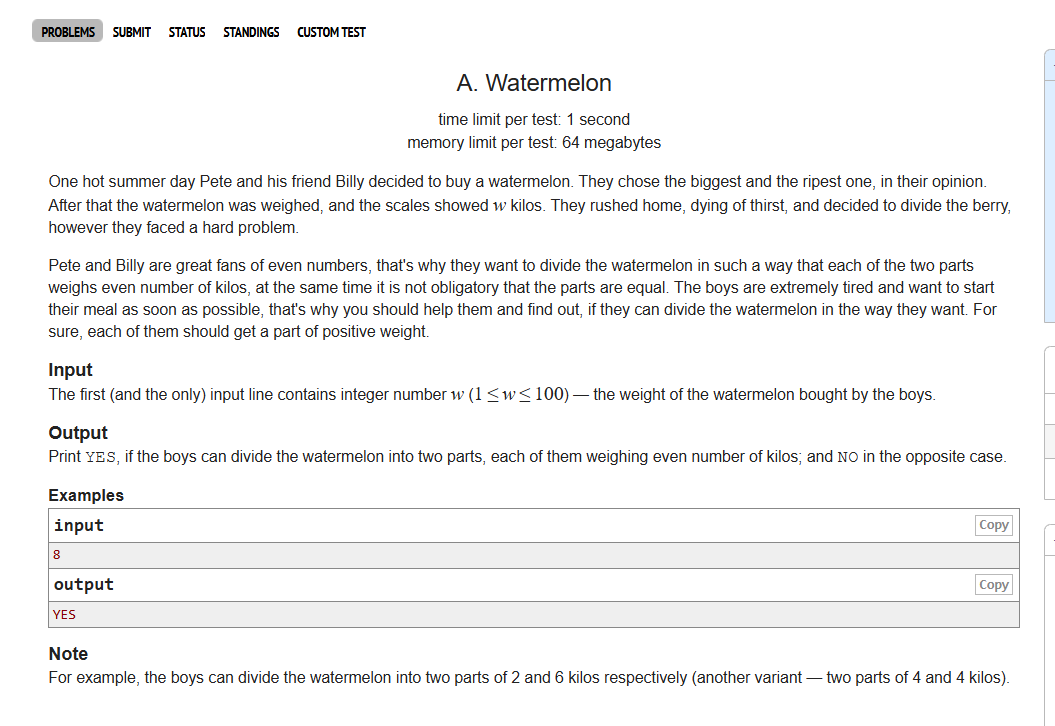 PROBLEMS SUBMIT STATUS STANDINGS CUSTOM TEST
A. Watermelon
time limit per test: 1 second
memory limit per test: 64 megabytes
One hot summer day Pete and his friend Billy decided to buy a watermelon. They chose the biggest and the ripest one, in their opinion.
After that the watermelon was weighed, and the scales showed w kilos. They rushed home, dying of thirst, and decided to divide the berry,
however they faced a hard problem.
Pete and Billy are great fans of even numbers, that's why they want to divide the watermelon in such a way that each of the two parts
weighs even number of kilos, at the same time it is not obligatory that the parts are equal. The boys are extremely tired and want to start
their meal as soon as possible, that's why you should help them and find out, if they can divide the watermelon in the way they want. For
sure, each of them should get a part of positive weight.
Input
The first (and the only) input line contains integer number w (1 ≤ w ≤ 100) — the weight of the watermelon bought by the boys.
Output
Print YES, if the boys can divide the watermelon into two parts, each of them weighing even number of kilos; and NO in the opposite case.
Examples
input Copy
8
output Copy
YES
Note
For example, the boys can divide the watermelon into two parts of 2 and 6 kilos respectively (another variant — two parts of 4 and 4 kilos).